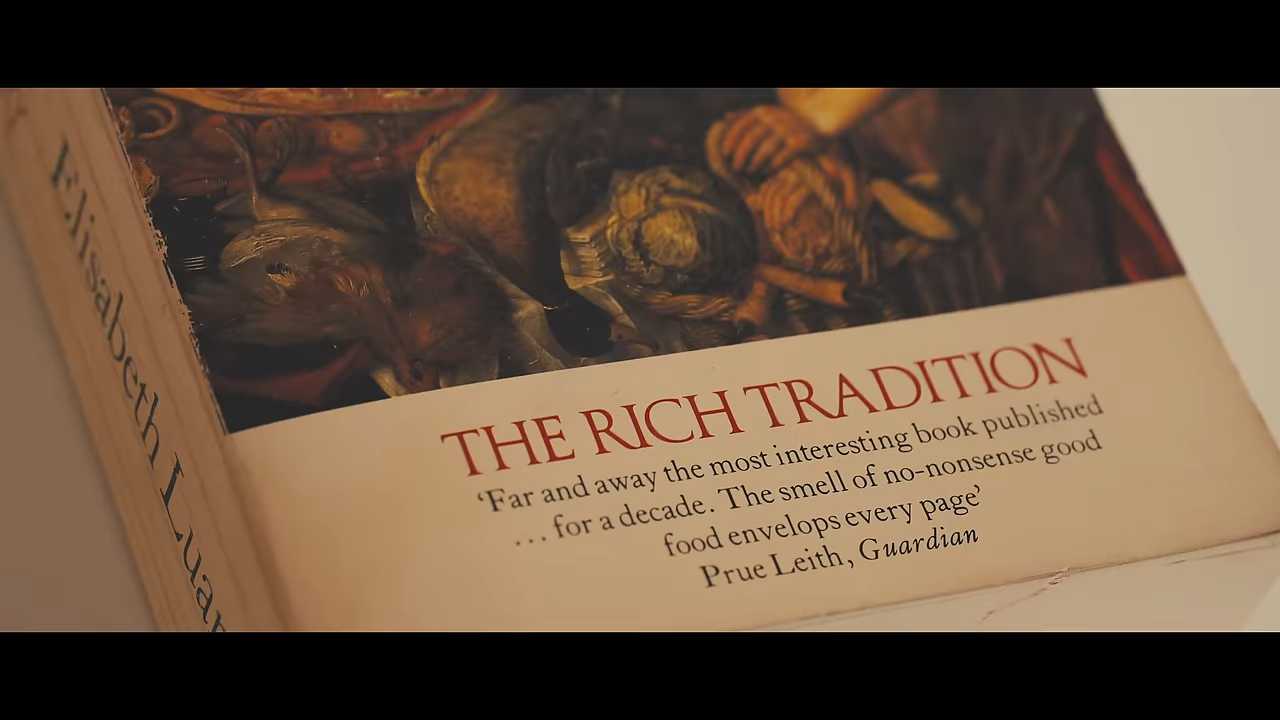 Elisabeth Luar
THE RICH TRADITION
‘Far and away the most interesting book published
... for a decade. The smell of no-nonsense good
food envelops every page’
Prue Leith, Guardian